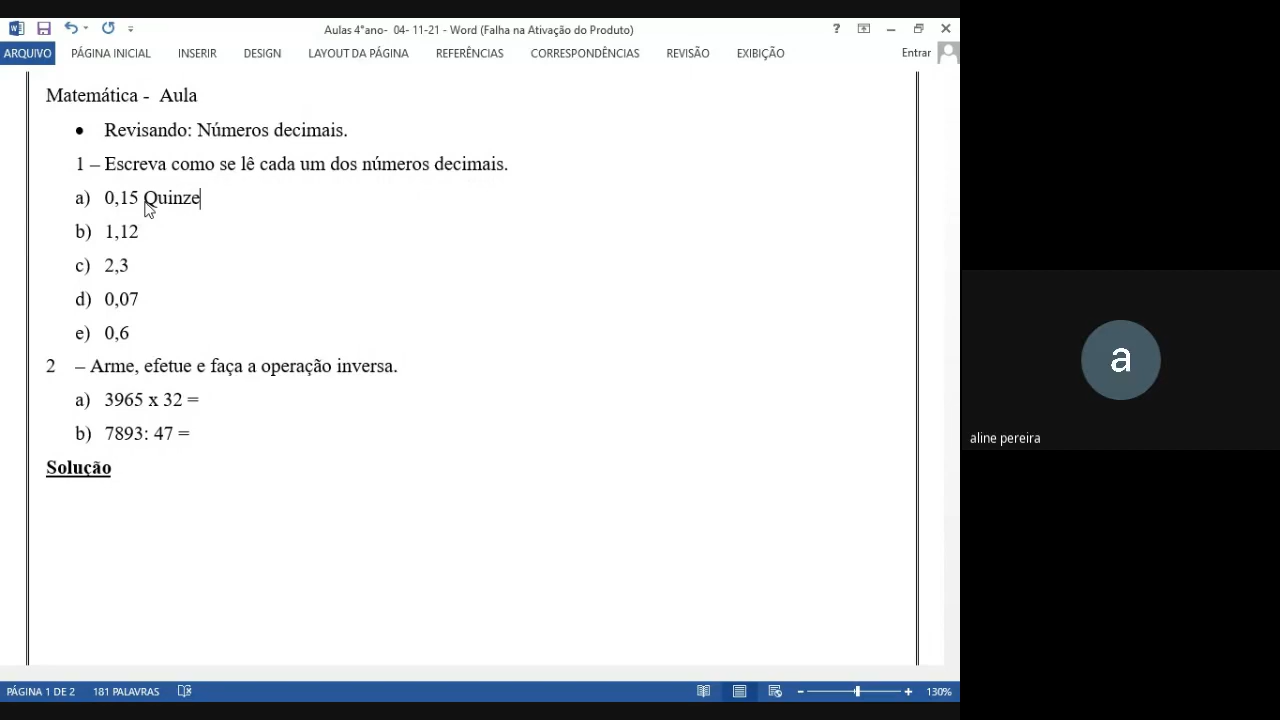 Aulas 4°ano-  04- 11-21 - Word (Falha na Ativação do Produto)
?
ARQUIVO PÁGINA INICIAL INSERIR DESIGN LAYOUT DA PÁGINA REFERÊNCIAS CORRESPONDÊNCIAS REVISÃO EXIBIÇÃO Entrar
Matemática -  Aula
• Revisando: Números decimais.
1 – Escreva como se lê cada um dos números decimais.
a) 0,15 Quinze
b) 1,12
c) 2,3
d) 0,07
e) 0,6
2 – Arme, efetue e faça a operação inversa.
a) 3965 x 32 =
b) 7893: 47 =
Solução
a
aline pereira
PÁGINA 1 DE 2 181 PALAVRAS 130%